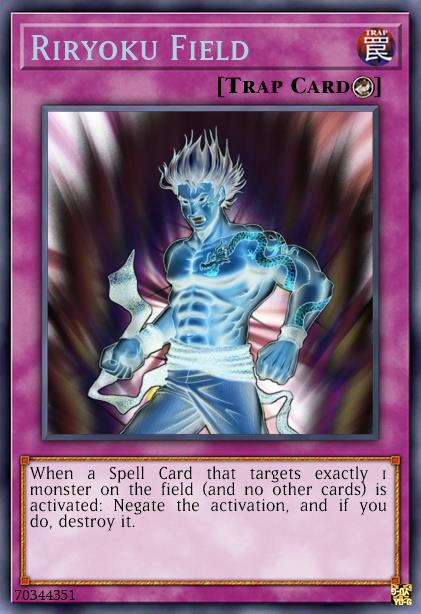 Riryoku Field
TRAP
罠
[Trap Card]
When a Spell Card that targets exactly 1
monster on the field (and no other cards) is
activated: Negate the activation, and if you
do, destroy it.
70344351